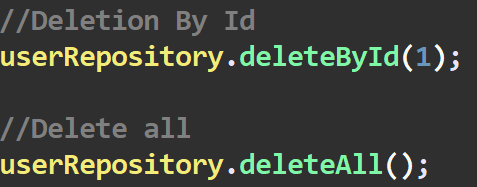 //Deletion By Id
userRepository.deleteById(1);
//Delete all
userRepository.deleteAll();